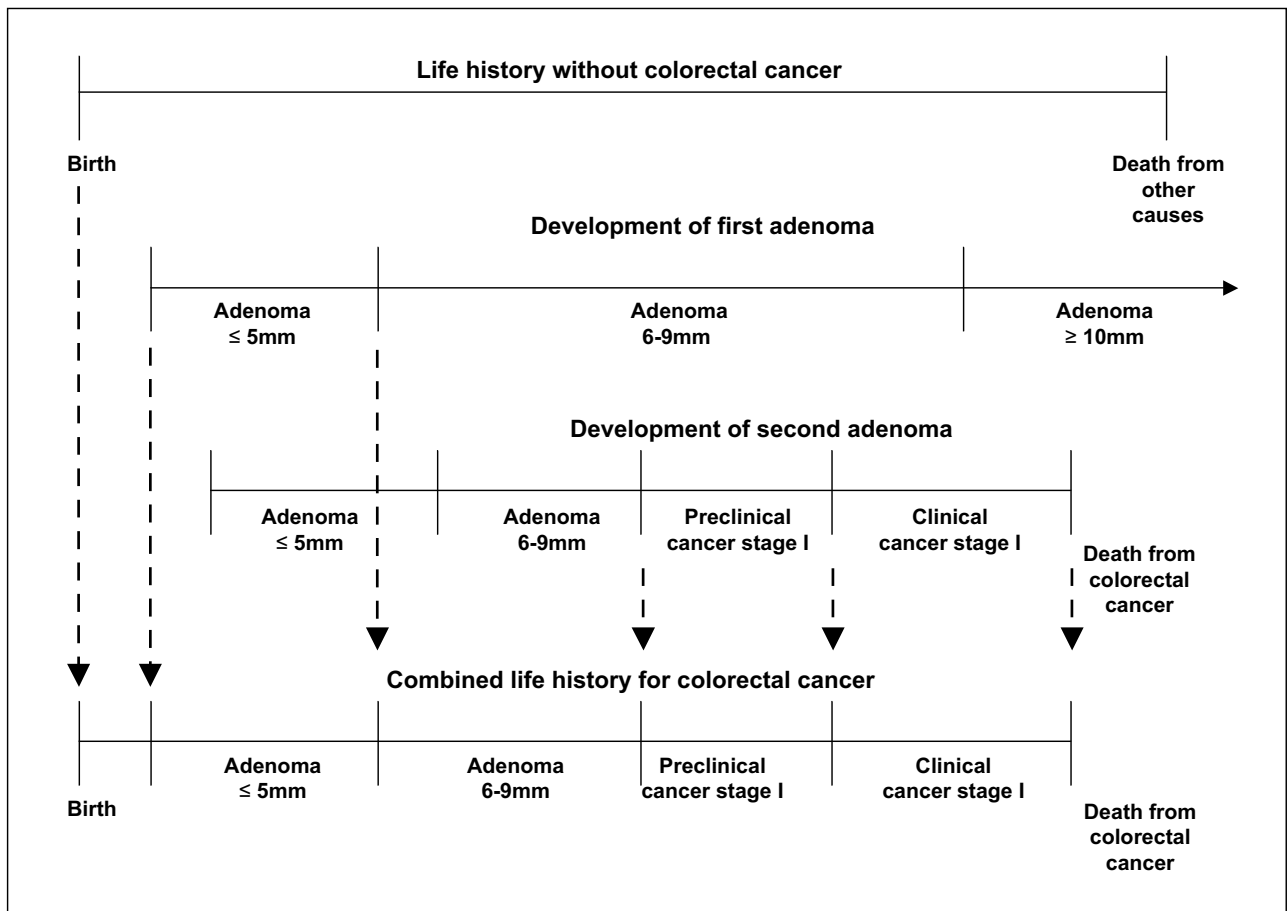 Life history without colorectal cancer
Birth
Death from
other
causes
Development of first adenoma
Adenoma
≤ 5mm
Adenoma
6-9mm
Adenoma
≥ 10mm
Development of second adenoma
Adenoma
≤ 5mm
Adenoma
6-9mm
Preclinical
cancer stage I
Clinical
cancer stage I
Death from
colorectal
cancer
Combined life history for colorectal cancer
Birth
Adenoma
≤ 5mm
Adenoma
6-9mm
Preclinical
cancer stage I
Clinical
cancer stage I
Death from
colorectal
cancer